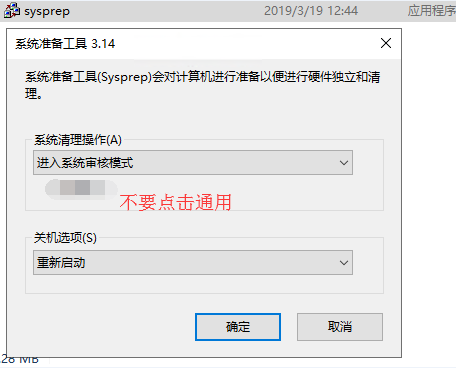 sysprep 2019/3/19 12:44 应用程序
系统准备工具 3.14
系统准备工具(Sysprep)会对计算机进行准备以便进行硬件独立和清
理。
系统清理操作(A)
进入系统审核模式
不要点击通用
关机选项(S)
重新启动
确定 取消
28 MB